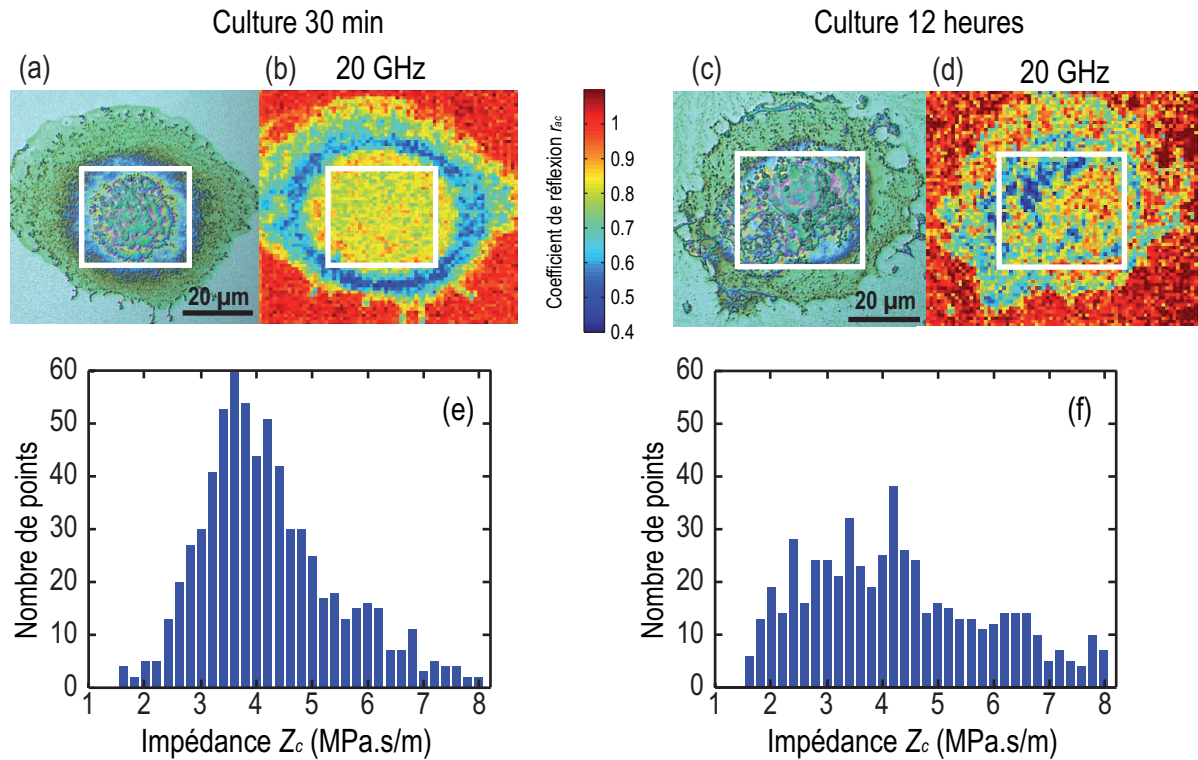 Culture 30 min
Culture 12 heures
(a)
(b)
20 GHz
(c)
(d)
20 GHz
20 µm
Coefficient de réflexion rac
1
0.9
0.8
0.7
0.6
0.5
0.4
20 µm
60
50
40
30
20
10
0
Nombre de points
(e)
1 2 3 4 5 6 7 8
Impédance Zc (MPa.s/m)
60
50
40
30
20
10
0
Nombre de points
(f)
1 2 3 4 5 6 7 8
Impédance Zc (MPa.s/m)